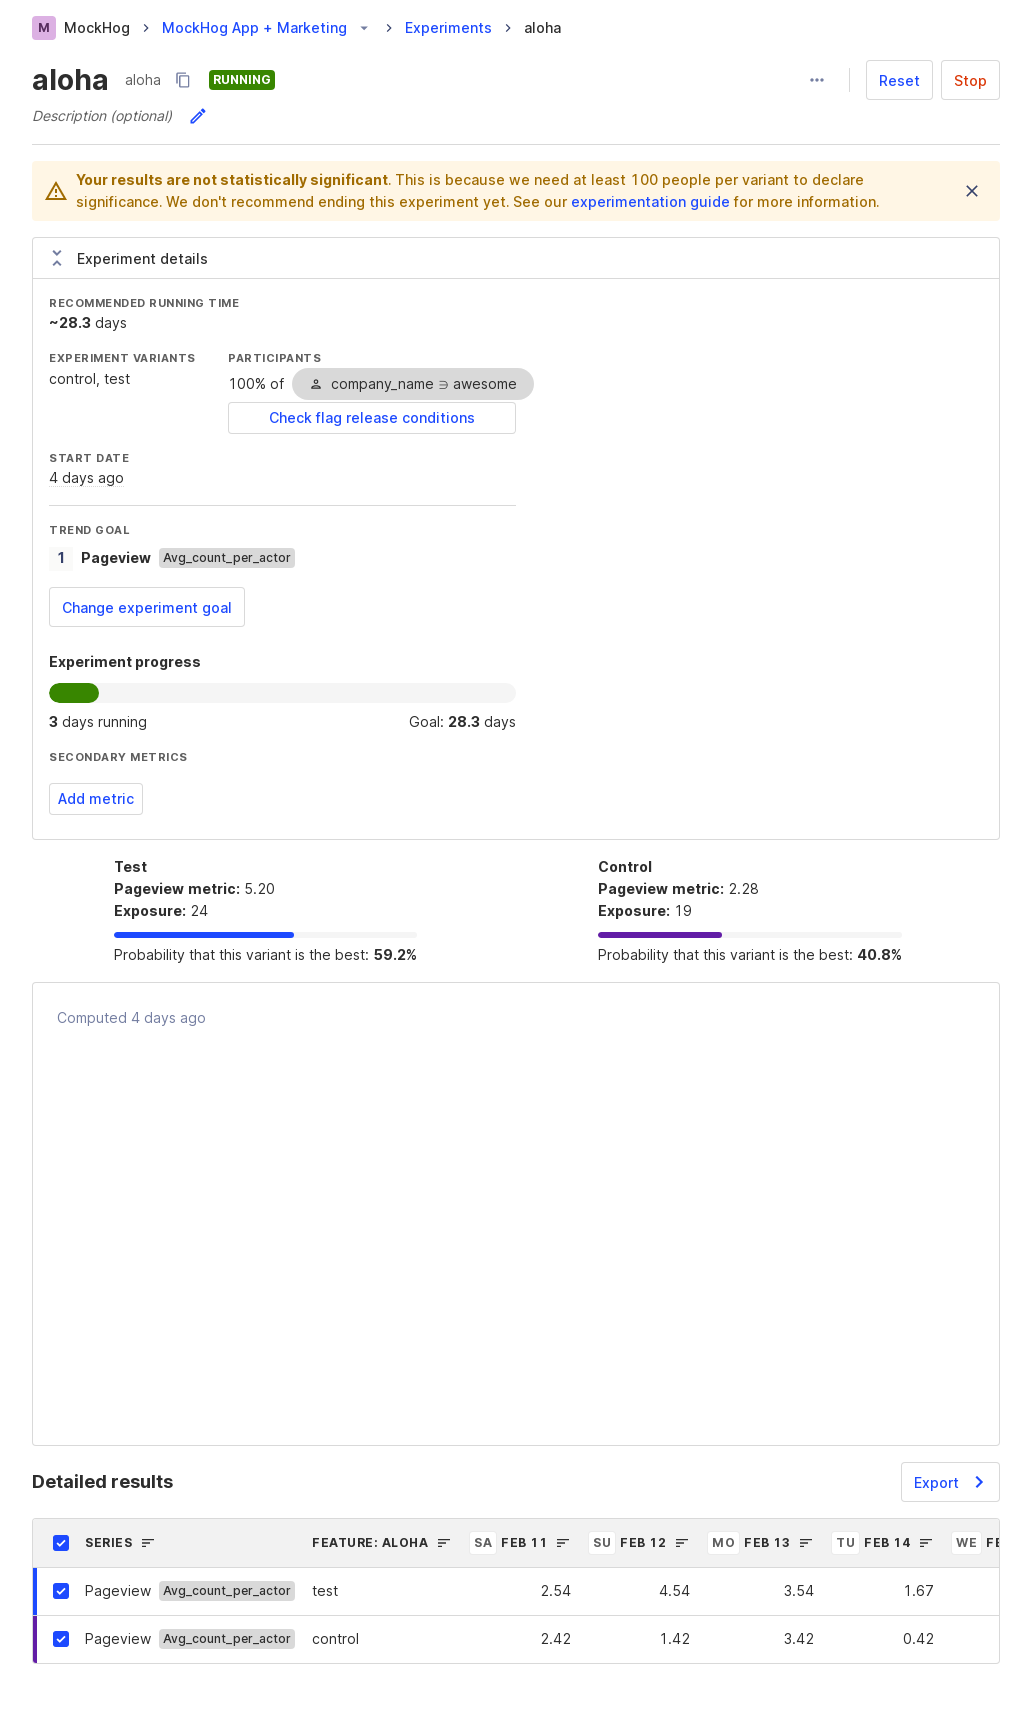 M MockHog > MockHog App + Marketing > Experiments > aloha
aloha aloha RUNNING Reset Stop
Description (optional)
Your results are not statistically significant. This is because we need at least 100 people per variant to declare
significance. We don't recommend ending this experiment yet. See our experimentation guide for more information.
Experiment details
RECOMMENDED RUNNING TIME
~28.3 days
EXPERIMENT VARIANTS PARTICIPANTS
control, test
100% of company_name ∋ awesome
Check flag release conditions
START DATE
4 days ago
TREND GOAL
1 Pageview Avg_count_per_actor
Change experiment goal
Experiment progress
3 days running Goal: 28.3 days
SECONDARY METRICS
Add metric
Test
Pageview metric: 5.20
Exposure: 24
Probability that this variant is the best: 59.2%
Control
Pageview metric: 2.28
Exposure: 19
Probability that this variant is the best: 40.8%
Computed 4 days ago
Detailed results Export
SERIES FEATURE: ALOHA SA FEB 11 SU FEB 12 MO FEB 13 TU FEB 14 WE FE
Pageview Avg_count_per_actor test 2.54 4.54 3.54 1.67
Pageview Avg_count_per_actor control 2.42 1.42 3.42 0.42